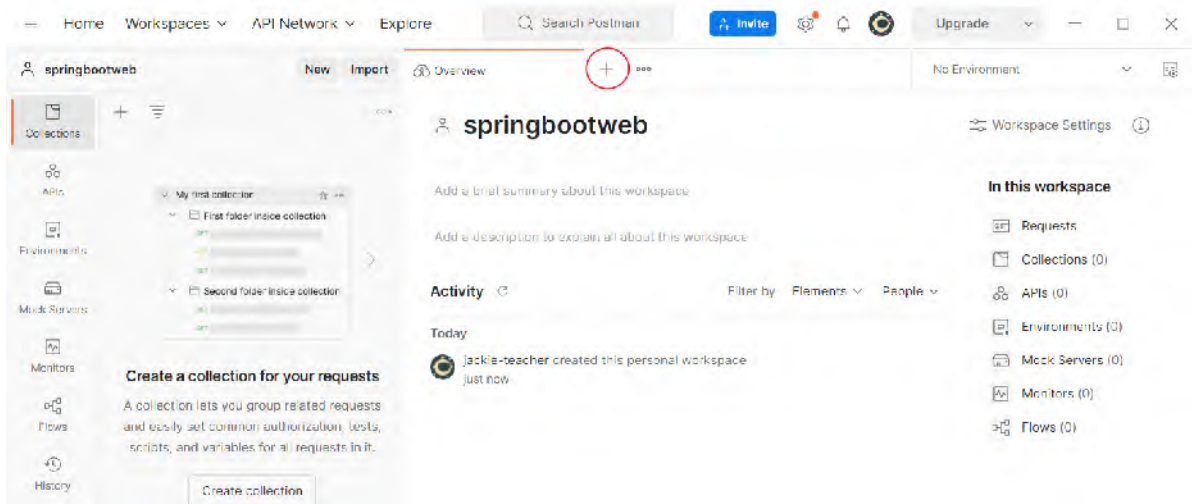 Home Workspaces API Network Explore Search Postman Invite Upgrade
springbootweb New Import Overview No Environment
Collections
APIs
Environments
Mock Servers
Monitors
Flows
History
My first collection
First folder inside collection
GET
GET
Second folder inside collection
GET
GET
Create a collection for your requests
A collection lets you group related requests
and easily set common authorization, tests,
scripts, and variables for all requests in it.
Create collection
springbootweb
Workspace Settings
Add a brief summary about this workspace
Add a description to explain all about this workspace
Activity Filter by Elements People
Today
jackie-teacher created this personal workspace
just now
In this workspace
Requests
Collections (0)
APIs (0)
Environments (0)
Mock Servers (0)
Monitors (0)
Flows (0)